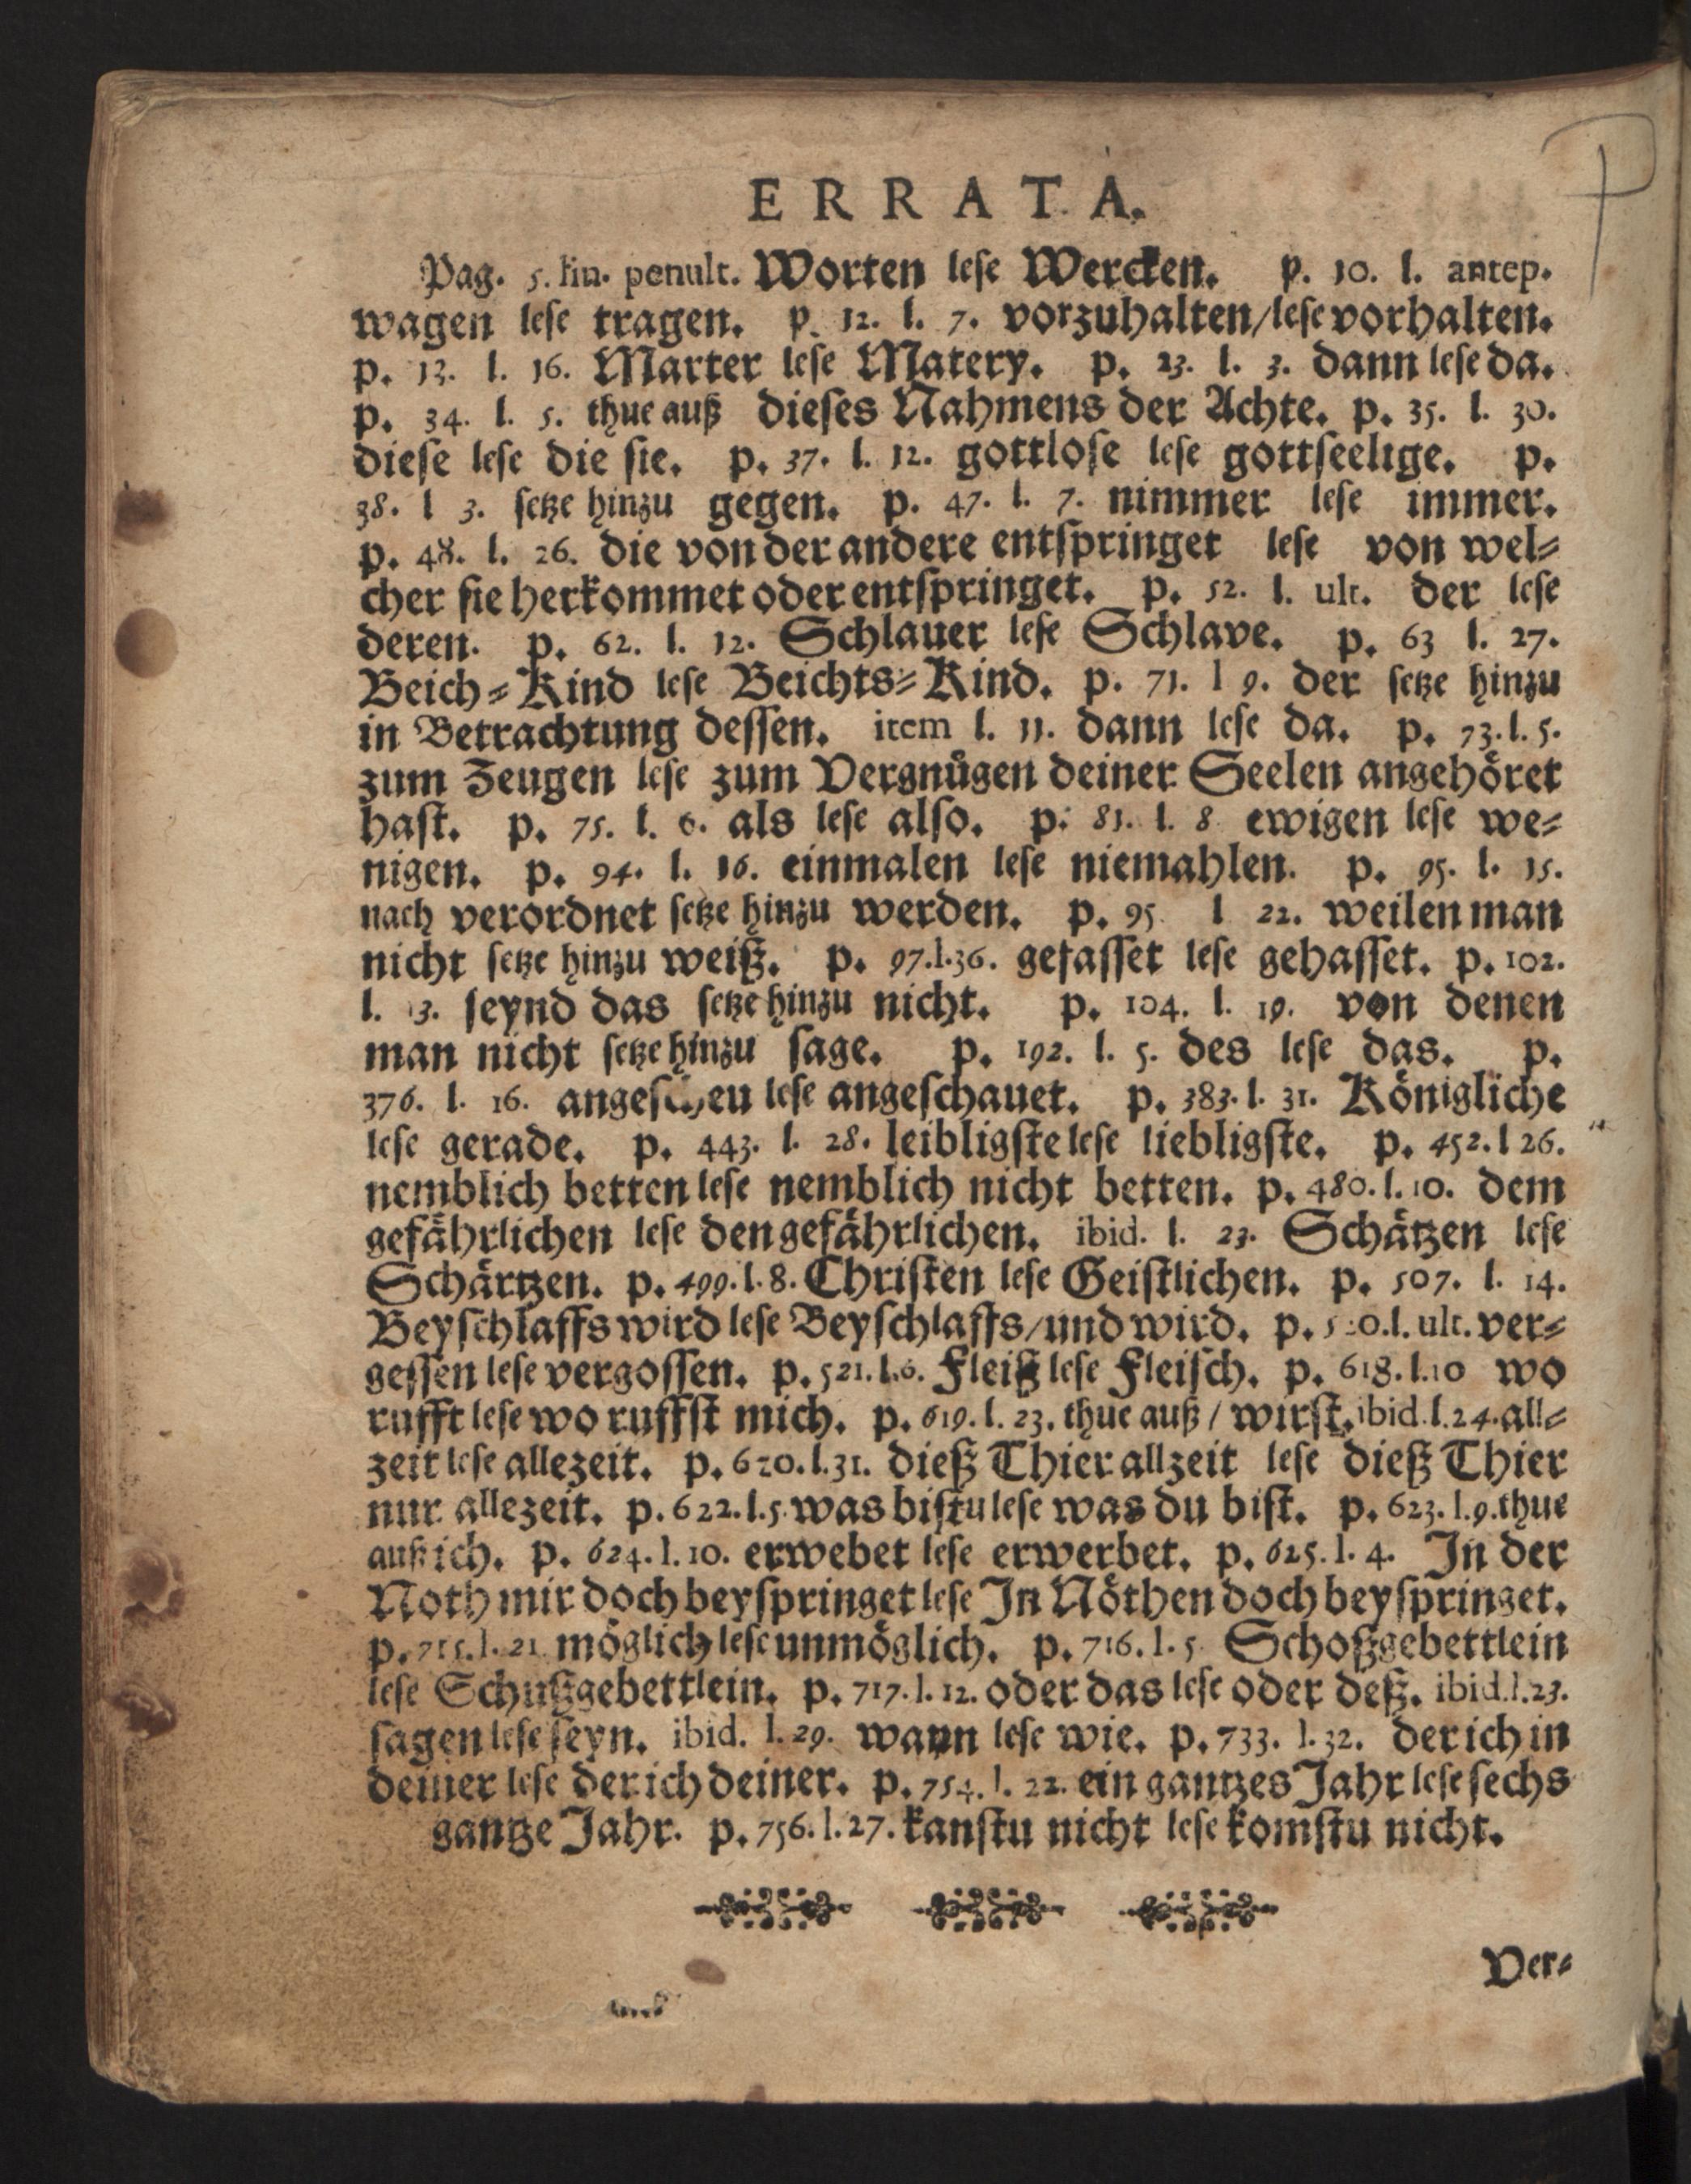 ERRATA.
Pag. 5. lin. penult. Worten lese Wercken. p. 10. l. antep.
wagen lese tragen. p. 12. l. 7. vorzuhalten/lese vorhalten.
p. 13. l. 16. Marter lese Matery. p. 23. l. 3. dann lese da.
p. 34. l. 5. thue auß dieses Nahmens der Achte. p. 35. l. 30.
diese lese die sie. p. 37. l. 12. gottlose lese gottseelige. p.
38. l 3. setze hinzu gegen. p. 47. l. 7. nimmer lese immer.
p. 48. l. 26. die von der andere entspringet lese von wel⸗
cher sie herkommet oder entspringet. p. 52. l. ult. der lese
deren. p. 62. l. 12. Schlauer lese Schlave. p. 63 l. 27.
Beich⸗Kind lese Beichts⸗Kind. p. 71. l 9. der setze hinzu
in Betrachtung dessen. item l. 11. dann lese da. p. 73. l. 5.
zum Zeugen lese zum Vergnůgen deiner Seelen angehöret
hast. p. 75. l. 6. als lese also. p. 81. l. 8 ewigen lese we⸗
nigen. p. 94. l. 16. einmalen lese niemahlen. p. 95. l. 15.
nach verordnet setze hinzu werden. p. 95. l 22. weilen man
nicht setze hinzu weiß. p. 97. l. 36. gefasset lese gehasset. p. 102.
l. 3. seynd das setze hinzu nicht. p. 104. l. 19. von denen
man nicht setze hinzu sage. p. 192. l. 5. des lese das. p.
376. l. 16. angescheu lese angeschauet. p. 383. l. 31. Königliche
lese gerade. p. 443. l. 28. leibligste lese liebligste. p. 452. l 26.
nemblich betten lese nemblich nicht betten. p. 480. l. 10. dem
gefährlichen lese den gefährlichen. ibid. l. 23. Schätzen lese
Schärtzen. p. 499. l. 8. Christen lese Geistlichen. p. 507. l. 14.
Beyschlaffs wird lese Beyschlaffs/und wird. p. l. ult. ver⸗
gessen lese vergossen. p. 521. l. 6. Fleiß lese Fleisch. p. 618. l. 10 wo
rufft lese wo ruffst mich. p. 619. l. 23. thue auß / wirst. ibid. l. 24. all⸗
zeit lese allezeit. p. 620. l. 31. dieß Thier allzeit lese dieß Thier
nur allezeit. p. 622. l. 5. was bistu lese was du bist. p. 623. l. 9. thue
auß ich. p. 624. l. 10. erwebet lese erwerbet. p. 625. l. 4. In der
Noth mir doch beyspringet lese In Nöthen doch beyspringet.
p. 715. l. 21. möglich lese unmöglich. p. 716. l. 5. Schoßgebettlein
lese Schußgebettlein. p. 717. l. 12. oder das lese oder deß. ibid. l. 23.
sagen lese seyn. ibid. l. 29. wann lese wie. p. 733. l. 32. der ich in
deiner lese der ich deiner. p. 754. l. 22. ein gantzes Jahr lese sechs
gantze Jahr. p. 756. l. 27. kanstu nicht lese komstu nicht.
Ver⸗